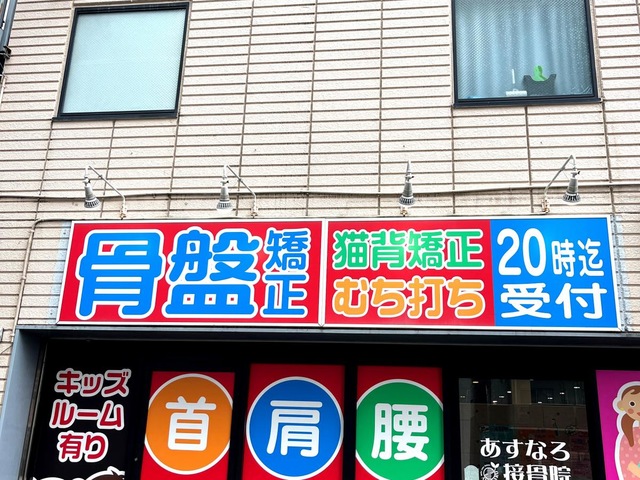 骨盤矯正
猫背矯正
むち打ち
20時迄
受付
キッズ
ルーム
有り
首
肩
腰
あすなろ
接骨院